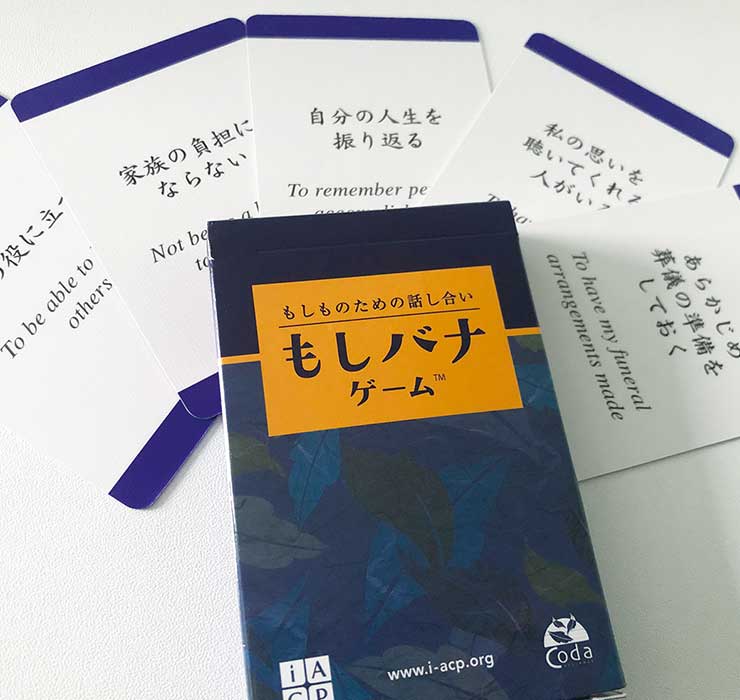 の役に立つ
To be able to
others
家族の負担に
ならない
Not be
to
自分の人生を
振り返る
To remember
私の思いを
聴いてくれる
人がいる
あらかじめ
葬儀の準備を
しておく
To have my funeral
arrangements made
もしものための話し合い
もしバナ
ゲーム™
iACP
www.i-acp.org
Coda